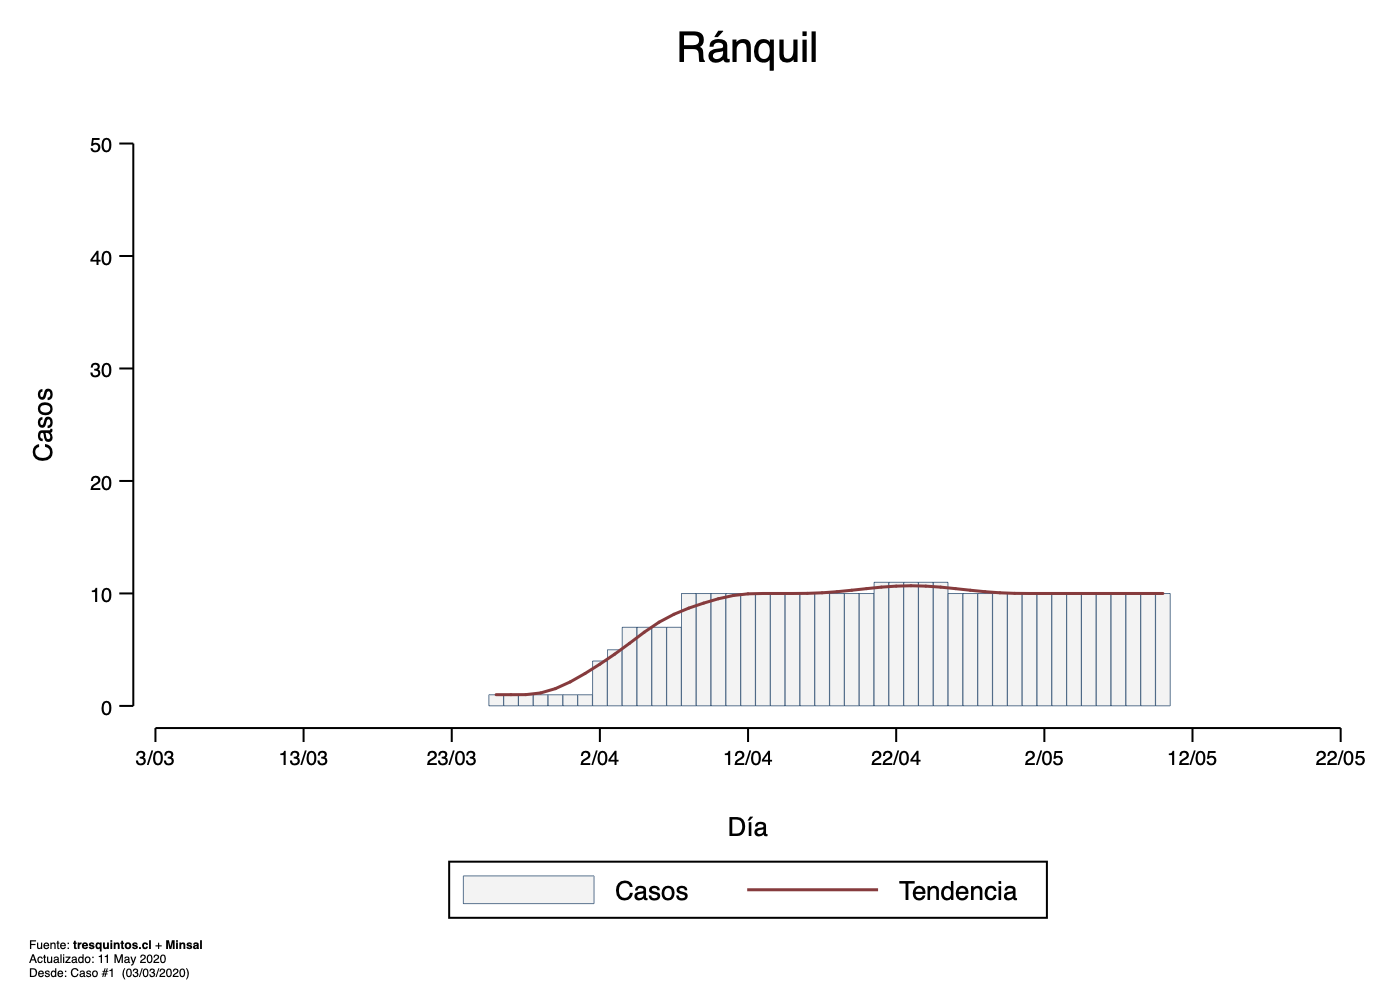 Ránquil
50
40
30
20
10
0
Casos
3/03 13/03 23/03 2/04 12/04 22/04 2/05 12/05 22/05
Día
Casos Tendencia
Fuente: tresquintos.cl + Minsal
Actualizado: 11 May 2020
Desde: Caso #1 (03/03/2020)